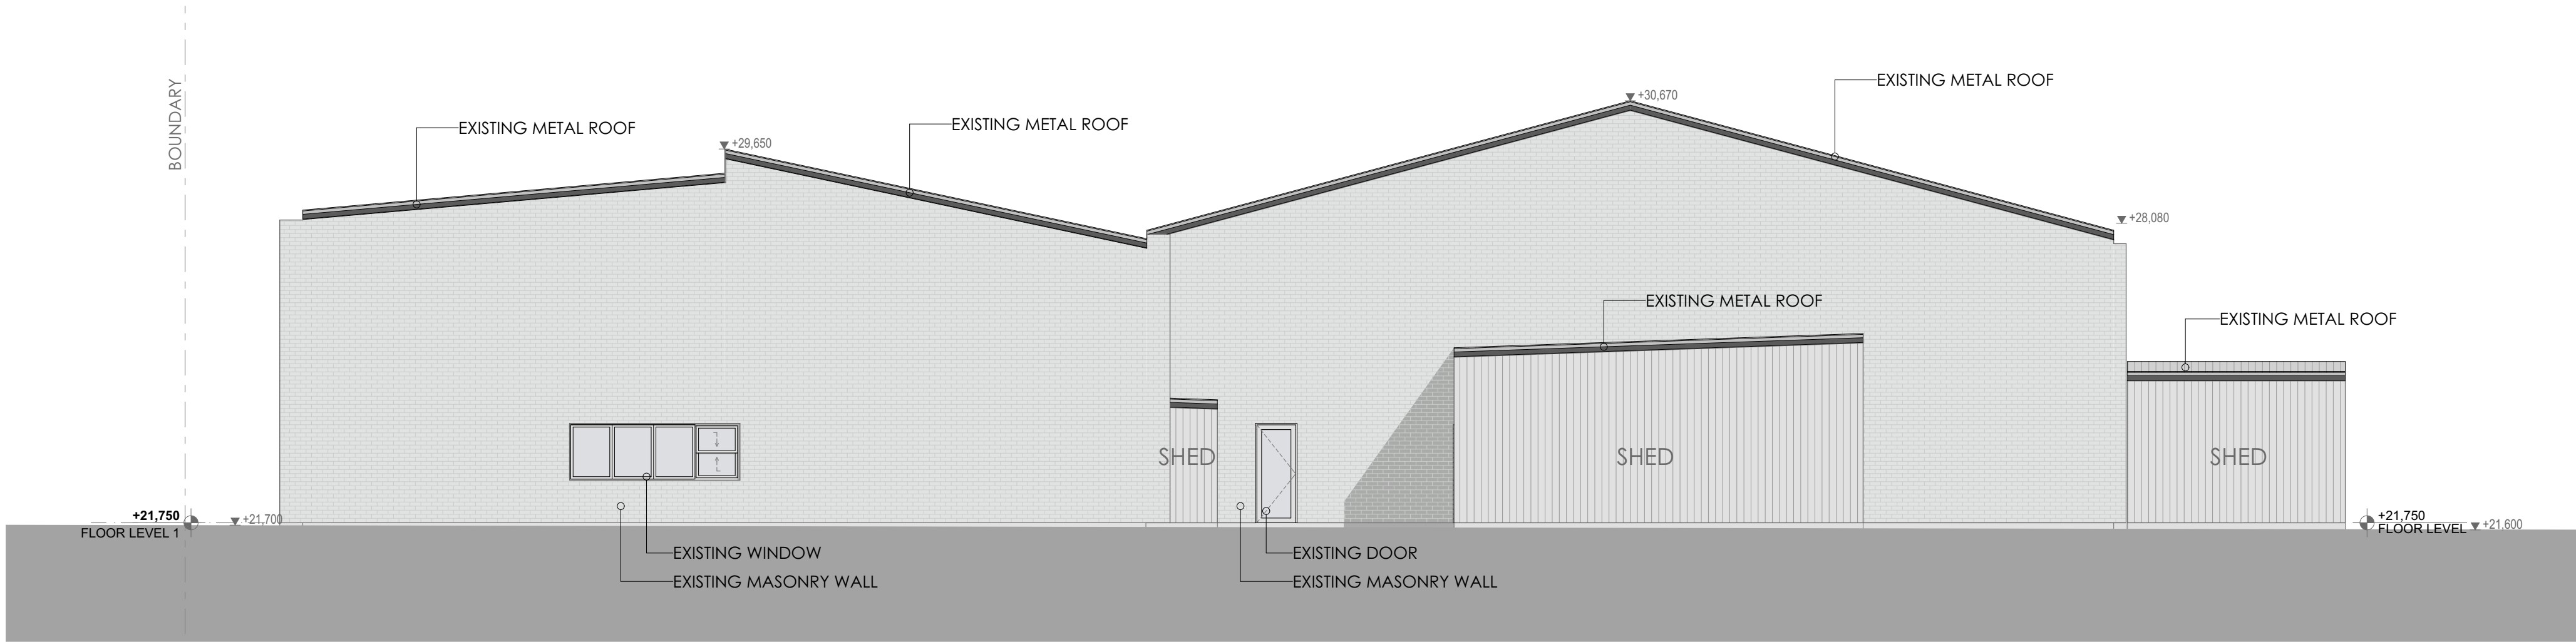 BOUNDARY
EXISTING METAL ROOF
+29,650
EXISTING METAL ROOF
+30,670
EXISTING METAL ROOF
+28,080
EXISTING METAL ROOF
EXISTING METAL ROOF
SHED
SHED
SHED
+21,750
FLOOR LEVEL 1
+21,700
+21,750
FLOOR LEVEL
+21,600
EXISTING WINDOW
EXISTING MASONRY WALL
EXISTING DOOR
EXISTING MASONRY WALL